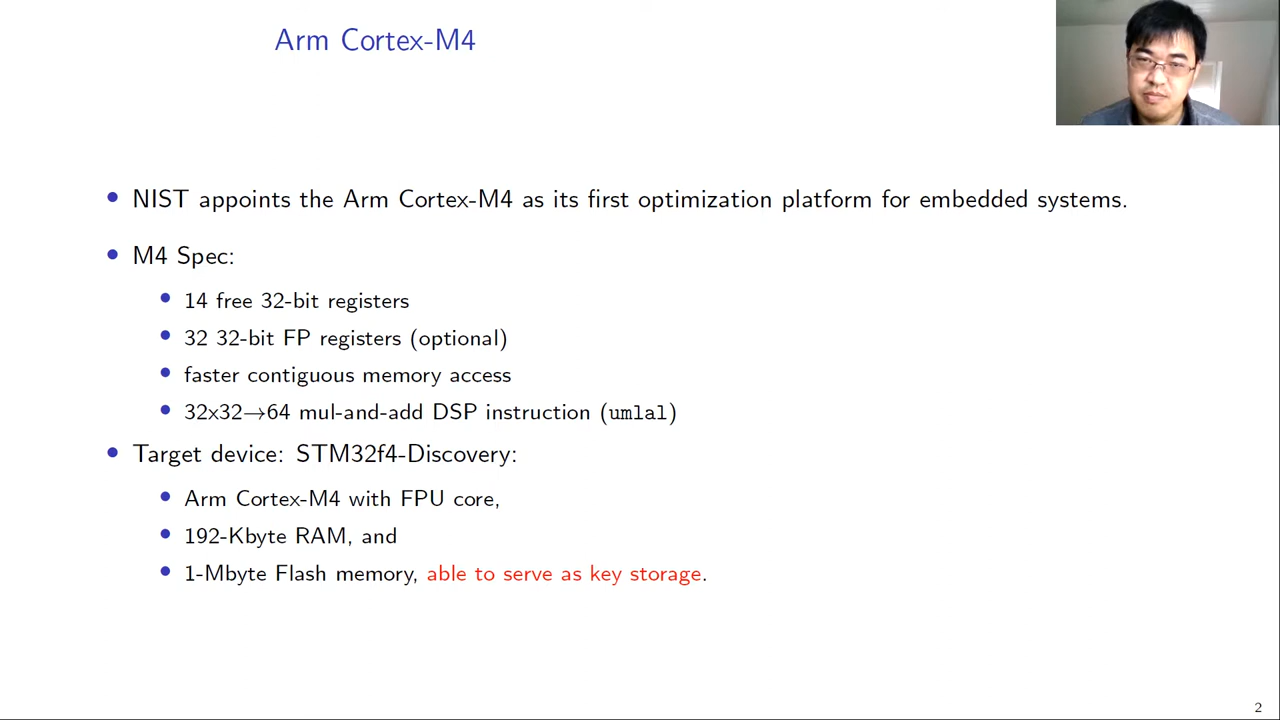 Arm Cortex-M4
• NIST appoints the Arm Cortex-M4 as its first optimization platform for embedded systems.
• M4 Spec:
• 14 free 32-bit registers
• 32 32-bit FP registers (optional)
• faster contiguous memory access
• 32x32→64 mul-and-add DSP instruction (umlal)
• Target device: STM32f4-Discovery:
• Arm Cortex-M4 with FPU core,
• 192-Kbyte RAM, and
• 1-Mbyte Flash memory, able to serve as key storage.
2